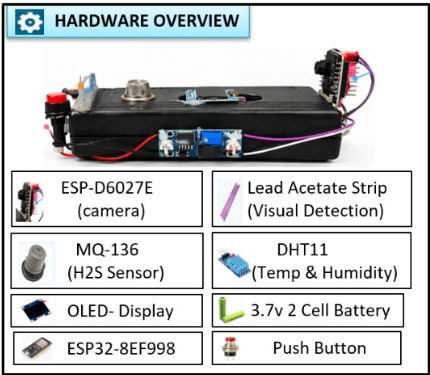 HARDWARE OVERVIEW
ESP-D6027E
(camera)
Lead Acetate Strip
(Visual Detection)
MQ-136
(H2S Sensor)
DHT11
(Temp & Humidity)
OLED- Display
3.7v 2 Cell Battery
ESP32-8EF998
Push Button